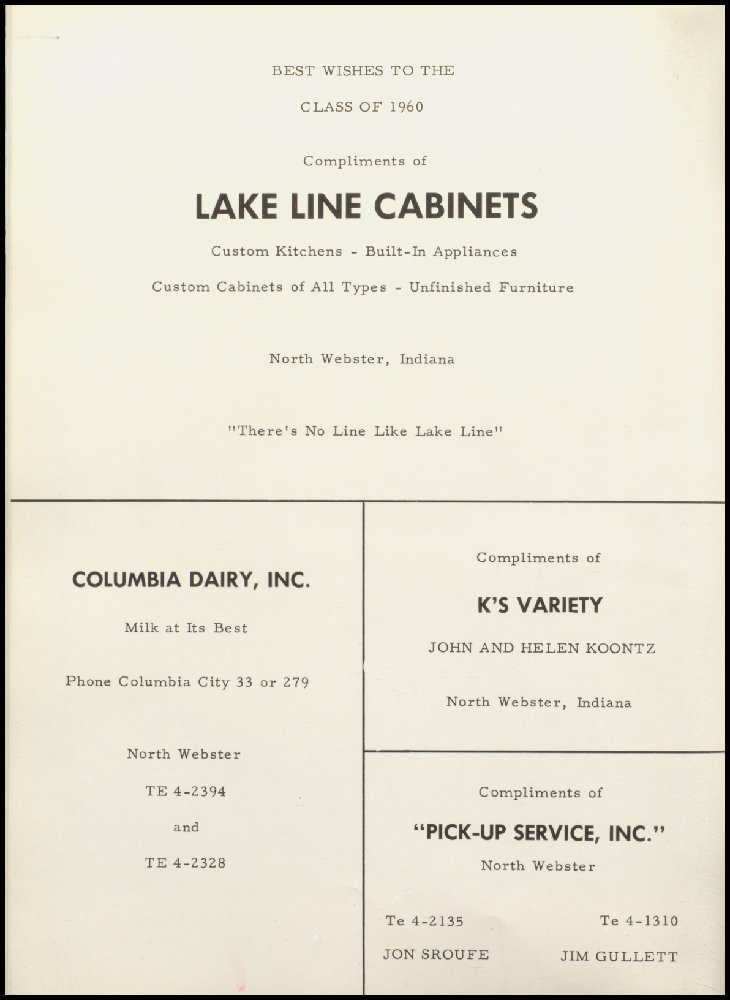 BEST WISHES TO THE
CLASS OF 1960
Compliments of
LAKE LINE CABINETS
Custom Kitchens - Built-In Appliances
Custom Cabinets of All Types - Unfinished Furniture
North Webster, Indiana
"There's No Line Like Lake Line"
COLUMBIA DAIRY, INC.
Milk at Its Best
Phone Columbia City 33 or 279
North Webster
TE 4-2394
and
TE 4-2328
Compliments of
K'S VARIETY
JOHN AND HELEN KOONTZ
North Webster, Indiana
Compliments of
“PICK-UP SERVICE, INC.”
North Webster
Te 4-2135 Te 4-1310
JON SROUFE JIM GULLETT